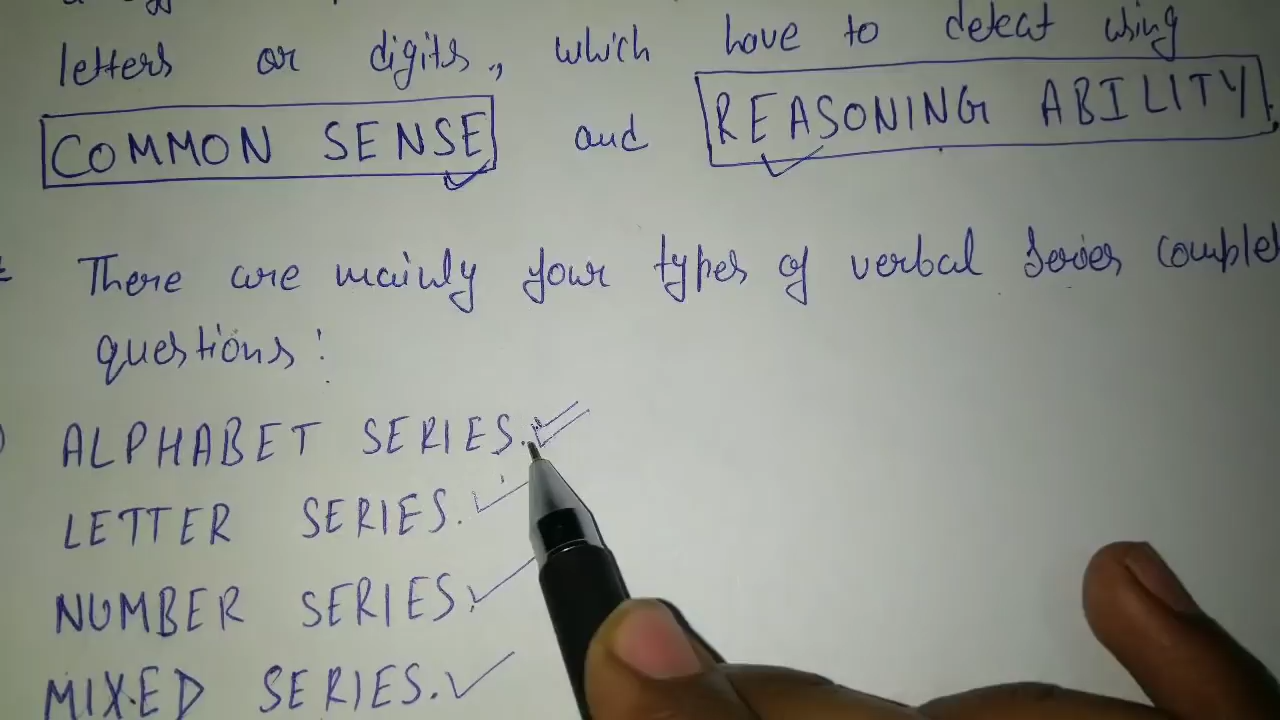 letters or digits, which have to detect using
COMMON SENSE and REASONING ABILITY.
There are mainly four types of verbal series
questions:
ALPHABET SERIES.
LETTER SERIES.
NUMBER SERIES.
MIXED SERIES.